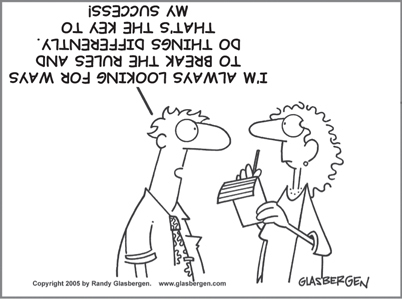 I'M ALWAYS LOOKING FOR WAYS
TO BREAK THE RULES AND
DO THINGS DIFFERENTLY.
THAT'S THE KEY TO
MY SUCCESS!
GLASBERGEN
Copyright 2005 by Randy Glasbergen. www.glasbergen.com